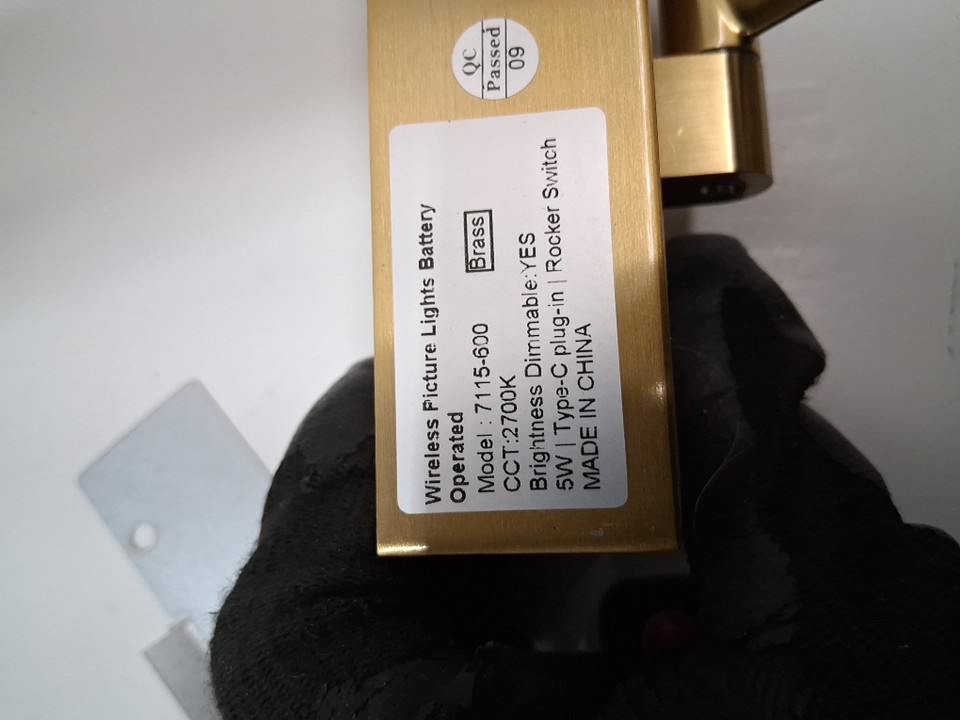 QC
Passed
09
Wireless Picture Lights Battery
Operated
Model : 7115-600 Brass
CCT:2700K
Brightness Dimmable:YES
5W | Type-C plug-in | Rocker Switch
MADE IN CHINA